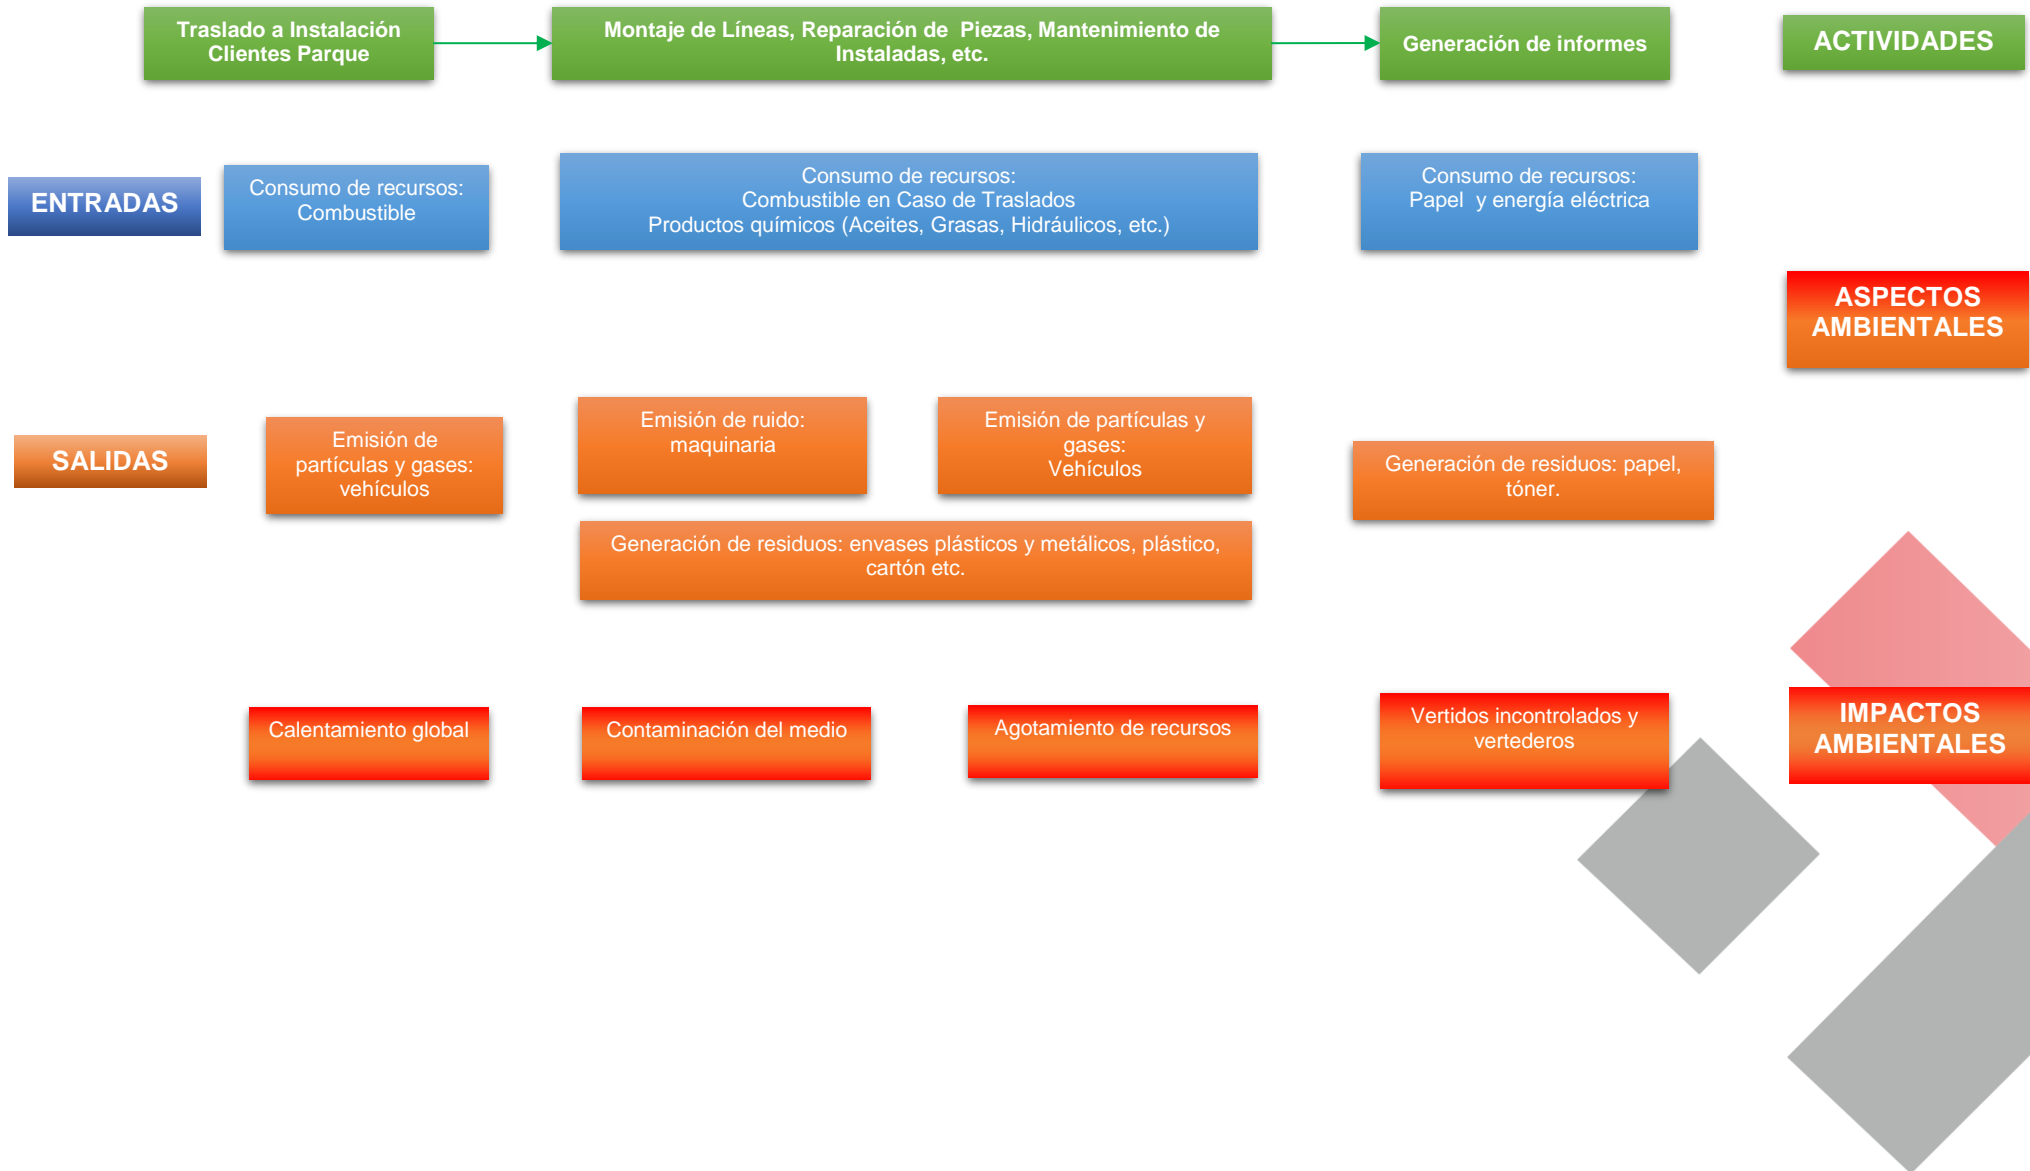 Traslado a Instalación
Clientes Parque
Montaje de Líneas, Reparación de  Piezas, Mantenimiento de
Instaladas, etc.
Generación de informes
ACTIVIDADES
ENTRADAS
Consumo de recursos:
Combustible
Consumo de recursos:
Combustible en Caso de Traslados
Productos químicos (Aceites, Grasas, Hidráulicos, etc.)
Consumo de recursos:
Papel  y energía eléctrica
ASPECTOS
AMBIENTALES
SALIDAS
Emisión de
partículas y gases:
vehículos
Emisión de ruido:
maquinaria
Emisión de partículas y
gases:
Vehículos
Generación de residuos: papel,
tóner.
Generación de residuos: envases plásticos y metálicos, plástico,
cartón etc.
Calentamiento global
Contaminación del medio
Agotamiento de recursos
Vertidos incontrolados y
vertederos
IMPACTOS
AMBIENTALES